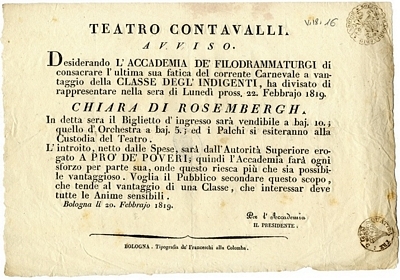 TEATRO CONTAVALLI.
AVVISO.
Desiderando L' ACCADEMIA DE' FILODRAMMATURGI di
consacrare l'ultima sua fatica del corrente Carnevale a van-
taggio della CLASSE DEGL' INDIGENTI, ha divisato di
rappresentare nella sera di Lunedì pross. 22. Febbrajo 1819.
CHIARA DI ROSEMBERGH.
In detta sera il Biglietto d'ingresso sarà vendibile a baj. 10.;
quello d'Orchestra a baj. 5.; ed i Palchi si esiteranno alla
Custodia del Teatro.
L'introito, netto dalle Spese, sarà dall'Autorità Superiore ero-
gato A PRO' DE' POVERI; quindi l'Accademia farà ogni
sforzo per parte sua, onde questo riesca più che sia possibi-
le vantaggioso. Voglia il Pubblico secondare questo scopo,
che tende al vantaggio di una Classe, che interessar deve
tutte le Anime sensibili.
Bologna li 20. Febbrajo 1819.
Per l'Accademia
IL PRESIDENTE.
BOLOGNA. Tipografia de' Franceschi alla Colomba.